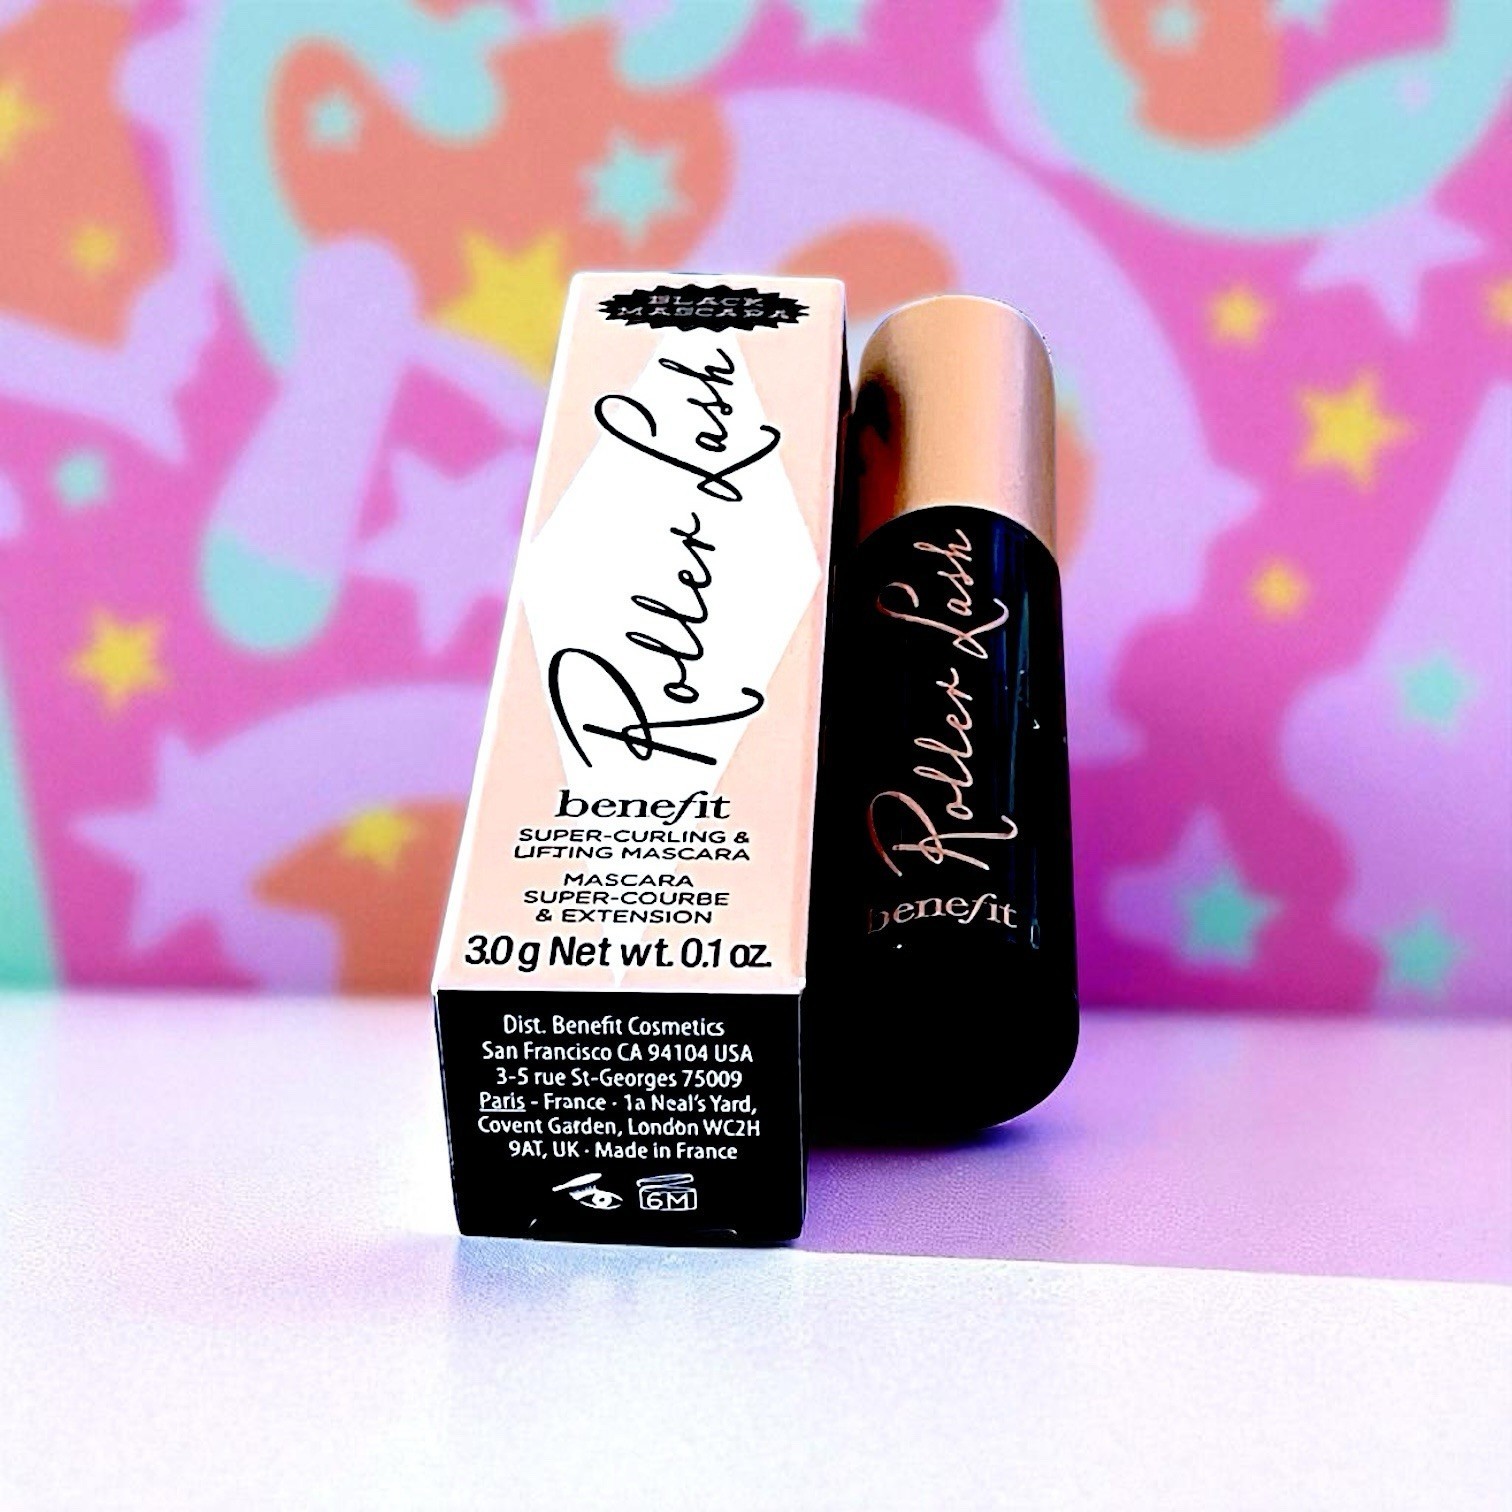 BLACK
MASCARA
Roller Lash
benefit
SUPER-CURLING &
LIFTING MASCARA
MASCARA
SUPER-COURBE
& EXTENSION
3.0 g Net wt. 0.1 oz.
Dist. Benefit Cosmetics
San Francisco CA 94104 USA
3-5 rue St-Georges 75009
Paris - France · 1a Neal's Yard,
Covent Garden, London WC2H
9AT, UK · Made in France
6M
Roller Lash
benefit